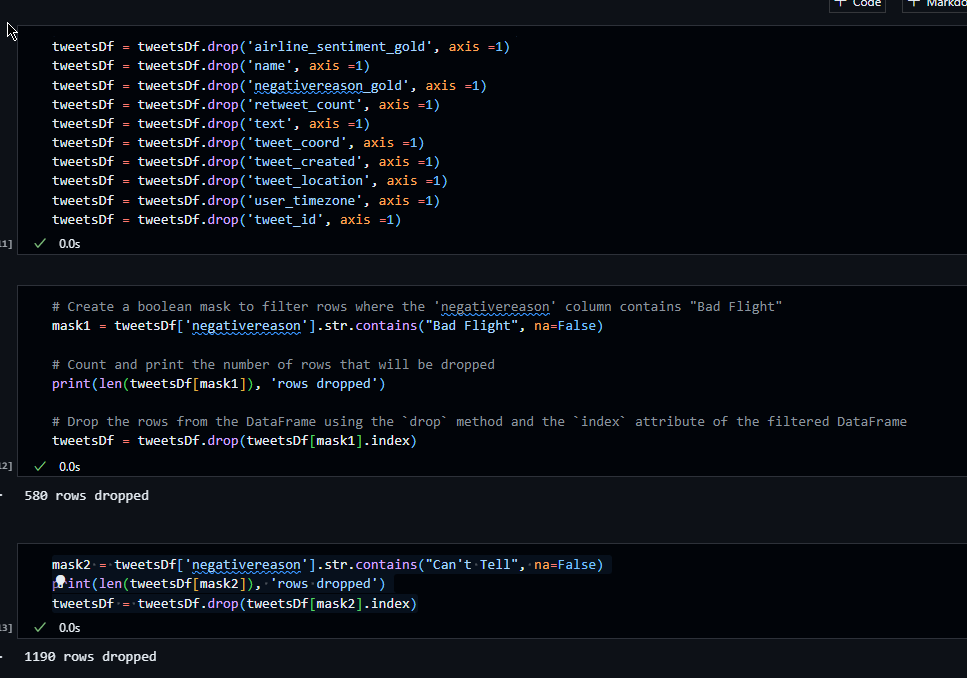 Code
tweetsDf = tweetsDf.drop('airline_sentiment_gold', axis =1)
tweetsDf = tweetsDf.drop('name', axis =1)
tweetsDf = tweetsDf.drop('negativereason_gold', axis =1)
tweetsDf = tweetsDf.drop('retweet_count', axis =1)
tweetsDf = tweetsDf.drop('text', axis =1)
tweetsDf = tweetsDf.drop('tweet_coord', axis =1)
tweetsDf = tweetsDf.drop('tweet_created', axis =1)
tweetsDf = tweetsDf.drop('tweet_location', axis =1)
tweetsDf = tweetsDf.drop('user_timezone', axis =1)
tweetsDf = tweetsDf.drop('tweet_id', axis =1)
0.0s
# Create a boolean mask to filter rows where the 'negativereason' column contains "Bad Flight"
mask1 = tweetsDf['negativereason'].str.contains("Bad Flight", na=False)
# Count and print the number of rows that will be dropped
print(len(tweetsDf[mask1]), 'rows dropped')
# Drop the rows from the DataFrame using the `drop` method and the `index` attribute of the filtered DataFrame
tweetsDf = tweetsDf.drop(tweetsDf[mask1].index)
0.0s
580 rows dropped
mask2 = tweetsDf['negativereason'].str.contains("Can't Tell", na=False)
print(len(tweetsDf[mask2]), 'rows dropped')
tweetsDf = tweetsDf.drop(tweetsDf[mask2].index)
0.0s
1190 rows dropped